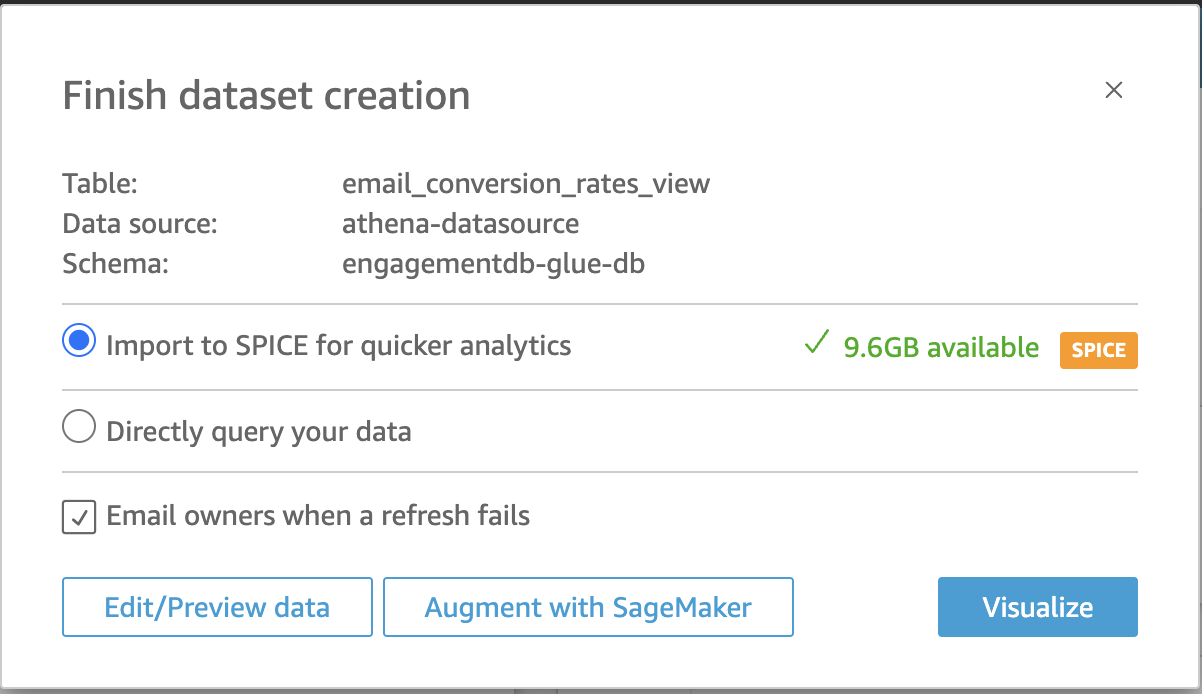 Finish dataset creation
Table: email_conversion_rates_view
Data source: athena-datasource
Schema: engagementdb-glue-db
Import to SPICE for quicker analytics 9.6GB available SPICE
Directly query your data
Email owners when a refresh fails
Edit/Preview data Augment with SageMaker Visualize